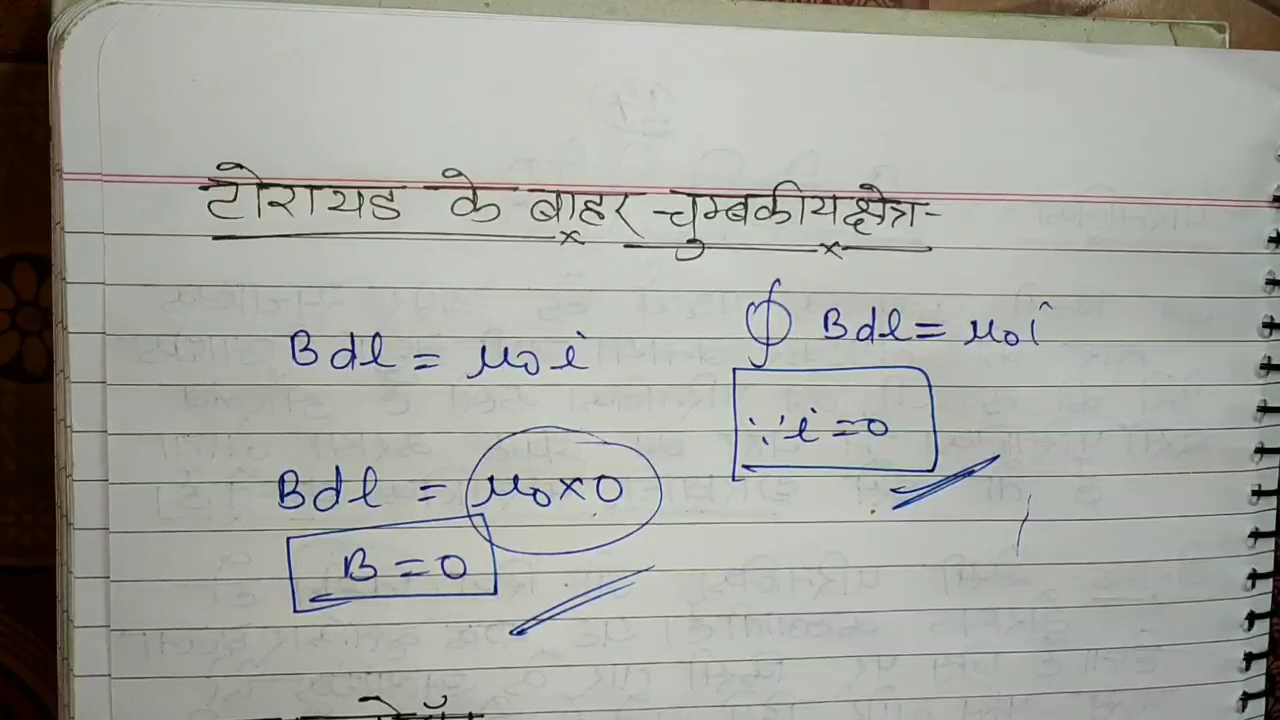 टोरायड के बाहर चुम्बकीय क्षेत्र-
Bdl = μ₀i
∮ Bdl = μ₀i
∵ i = 0
Bdl = μ₀×0
B = 0